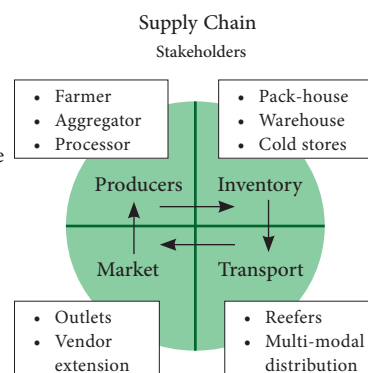 Supply Chain
Stakeholders
• Farmer
• Aggregator
• Processor
• Pack-house
• Warehouse
• Cold stores
e
Producers
Inventory
Market
Transport
• Outlets
• Vendor
extension
• Reefers
• Multi-modal
distribution